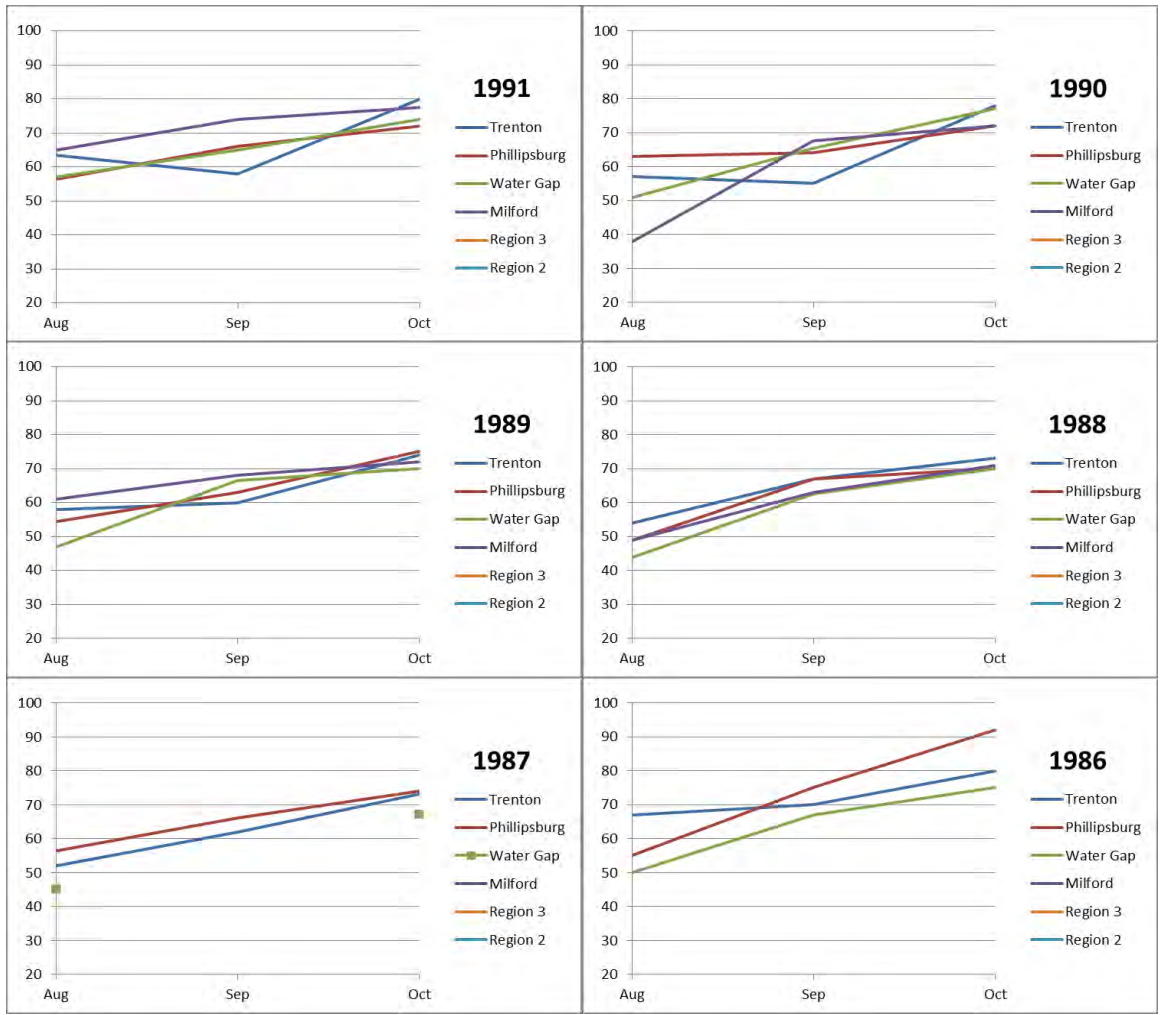 100
90
80
70
60
50
40
30
20
Aug Sep Oct
1991
Trenton
Phillipsburg
Water Gap
Milford
Region 3
Region 2
100
90
80
70
60
50
40
30
20
Aug Sep Oct
1990
Trenton
Phillipsburg
Water Gap
Milford
Region 3
Region 2
100
90
80
70
60
50
40
30
20
Aug Sep Oct
1989
Trenton
Phillipsburg
Water Gap
Milford
Region 3
Region 2
100
90
80
70
60
50
40
30
20
Aug Sep Oct
1988
Trenton
Phillipsburg
Water Gap
Milford
Region 3
Region 2
100
90
80
70
60
50
40
30
20
Aug Sep Oct
1987
Trenton
Phillipsburg
Water Gap
Milford
Region 3
Region 2
100
90
80
70
60
50
40
30
20
Aug Sep Oct
1986
Trenton
Phillipsburg
Water Gap
Milford
Region 3
Region 2